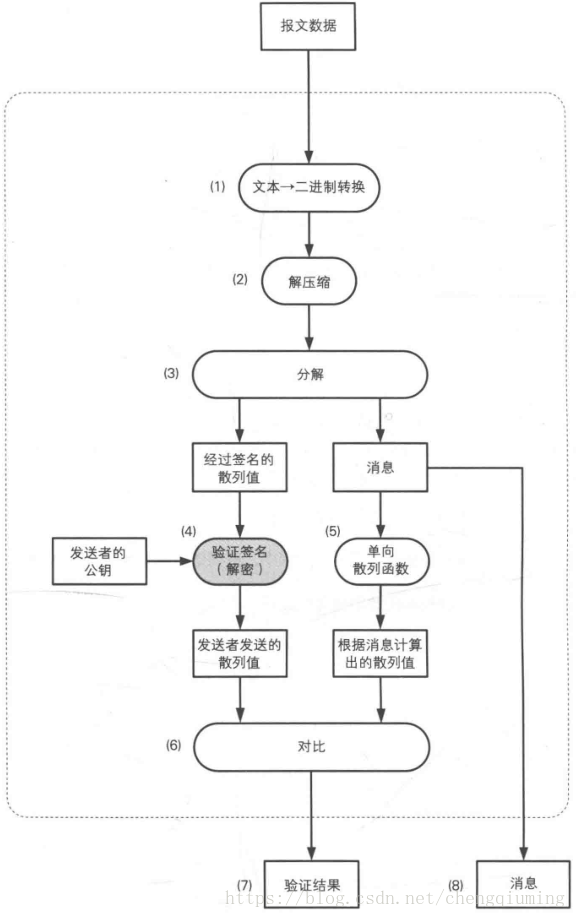 报文数据
(1)
文本→二进制转换
(2)
解压缩
(3)
分解
经过签名的
散列值
消息
发送者的
公钥
(4)
验证签名
（解密）
(5)
单向
散列函数
发送者发送的
散列值
根据消息计算
出的散列值
(6)
对比
(7)
验证结果
(8)
消息
https://blog.csdn.net/chengqiuming